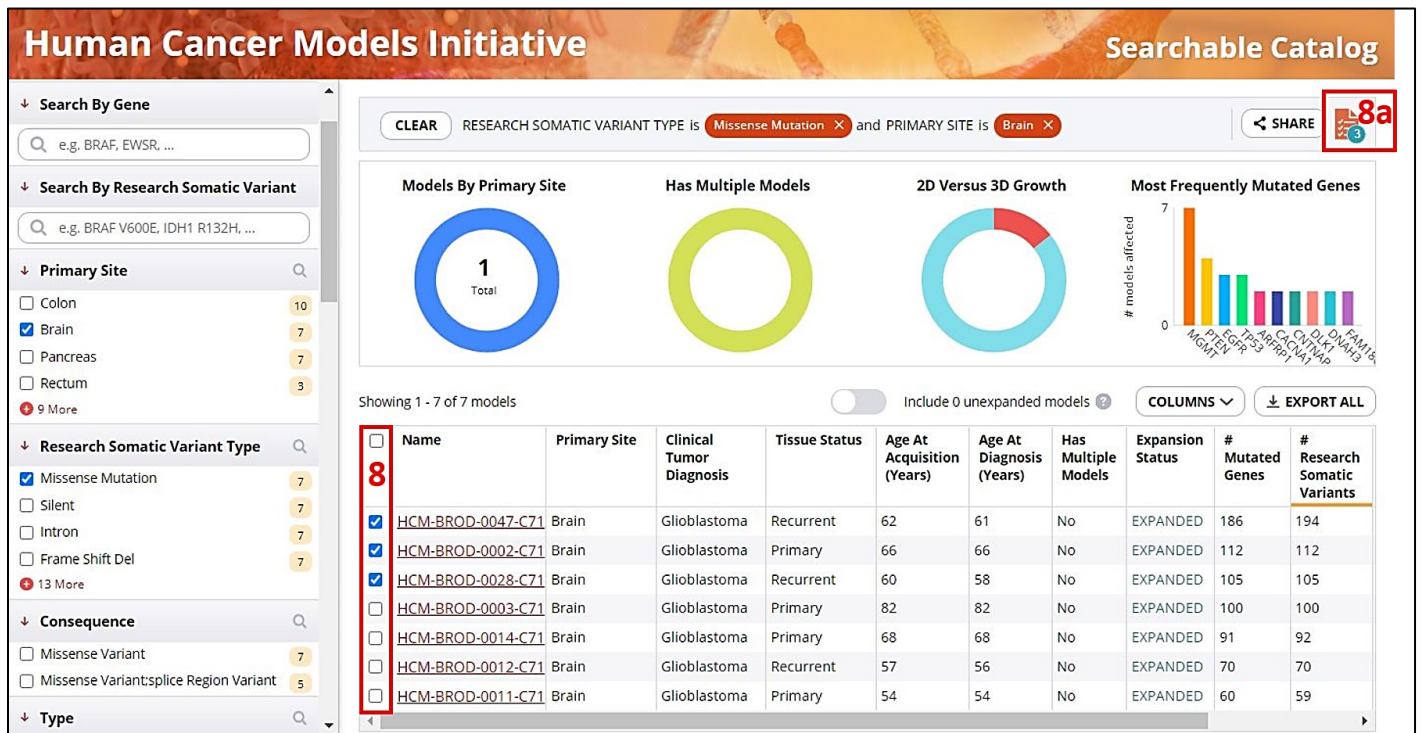 Human Cancer Models Initiative
Searchable Catalog
Search By Gene
e.g. BRAF, EWSR, ...
Search By Research Somatic Variant
e.g. BRAF V600E, IDH1 R132H, ...
Primary Site
Colon 10
Brain 7
Pancreas 7
Rectum 3
9 More
Research Somatic Variant Type
Missense Mutation 7
Silent 7
Intron 7
Frame Shift Del 7
13 More
Consequence
Missense Variant 7
Missense Variant;splice Region Variant 5
Type
CLEAR RESEARCH SOMATIC VARIANT TYPE is Missense Mutation X and PRIMARY SITE is Brain X
SHARE
3
8a
Models By Primary Site
1
Total
Has Multiple Models
2D Versus 3D Growth
Most Frequently Mutated Genes
# models affected
7
0
MGMT
PTEN
EGFR
TP53
ARFRP1
CACNA1
CNTNAP
DLK1
DNAH3
Showing 1 - 7 of 7 models
Include 0 unexpanded models ?
COLUMNS
EXPORT ALL
8
Name Primary Site Clinical Tumor Diagnosis Tissue Status Age At Acquisition (Years) Age At Diagnosis (Years) Has Multiple Models Expansion Status # Mutated Genes # Research Somatic Variants
HCM-BROD-0047-C71 Brain Glioblastoma Recurrent 62 61 No EXPANDED 186 194
HCM-BROD-0002-C71 Brain Glioblastoma Primary 66 66 No EXPANDED 112 112
HCM-BROD-0028-C71 Brain Glioblastoma Recurrent 60 58 No EXPANDED 105 105
HCM-BROD-0003-C71 Brain Glioblastoma Primary 82 82 No EXPANDED 100 100
HCM-BROD-0014-C71 Brain Glioblastoma Primary 68 68 No EXPANDED 91 92
HCM-BROD-0012-C71 Brain Glioblastoma Recurrent 57 56 No EXPANDED 70 70
HCM-BROD-0011-C71 Brain Glioblastoma Primary 54 54 No EXPANDED 60 59